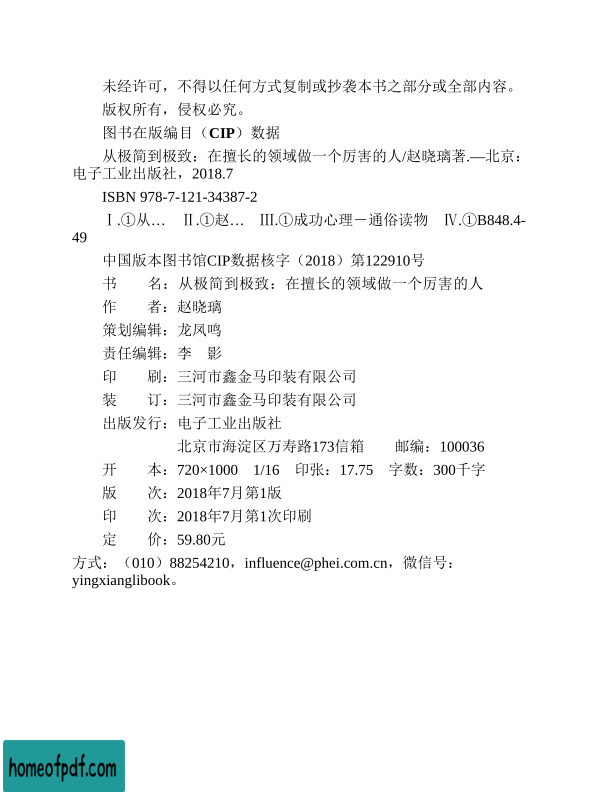 未经许可，不得以任何方式复制或抄袭本书之部分或全部内容。
版权所有，侵权必究。
图书在版编目（CIP）数据
从极简到极致：在擅长的领域做一个厉害的人/赵晓璃著.—北京：
电子工业出版社，2018.7
ISBN 978-7-121-34387-2
Ⅰ.①从…　Ⅱ.①赵…　Ⅲ.①成功心理－通俗读物　Ⅳ.①B848.4-
49
中国版本图书馆CIP数据核字（2018）第122910号
书　　名：从极简到极致：在擅长的领域做一个厉害的人
作　　者：赵晓璃
策划编辑：龙凤鸣
责任编辑：李　影
印　　刷：三河市鑫金马印装有限公司
装　　订：三河市鑫金马印装有限公司
出版发行：电子工业出版社
北京市海淀区万寿路173信箱　　邮编：100036
开　　本：720×1000　1/16　印张：17.75　字数：300千字
版　　次：2018年7月第1版
印　　次：2018年7月第1次印刷
定　　价：59.80元
方式：（010）88254210，influence@phei.com.cn，微信号：
yingxianglibook。
homeofpdf.com